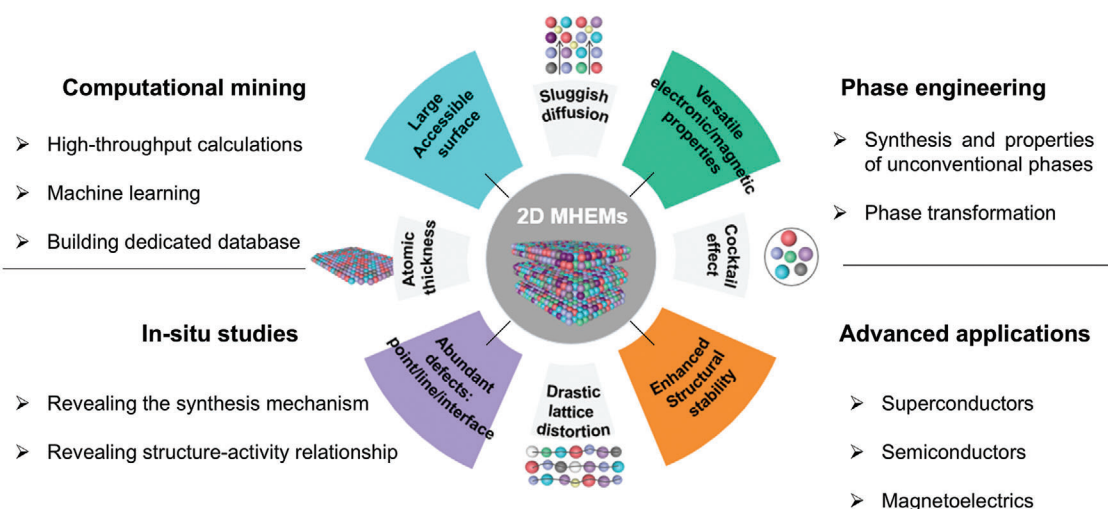 Computational mining
➤ High-throughput calculations
➤ Machine learning
➤ Building dedicated database
In-situ studies
➤ Revealing the synthesis mechanism
➤ Revealing structure-activity relationship
Large
Accessible
surface
Sluggish
diffusion
Versatile
electronic/magnetic
properties
Atomic
thickness
2D MHEMs
Cocktail
effect
Abundant
defects:
point/line/interface
Drastic
lattice
distortion
Enhanced
Structural
stability
Phase engineering
➤ Synthesis and properties
of unconventional phases
➤ Phase transformation
Advanced applications
➤ Superconductors
➤ Semiconductors
➤ Magnetoelectrics